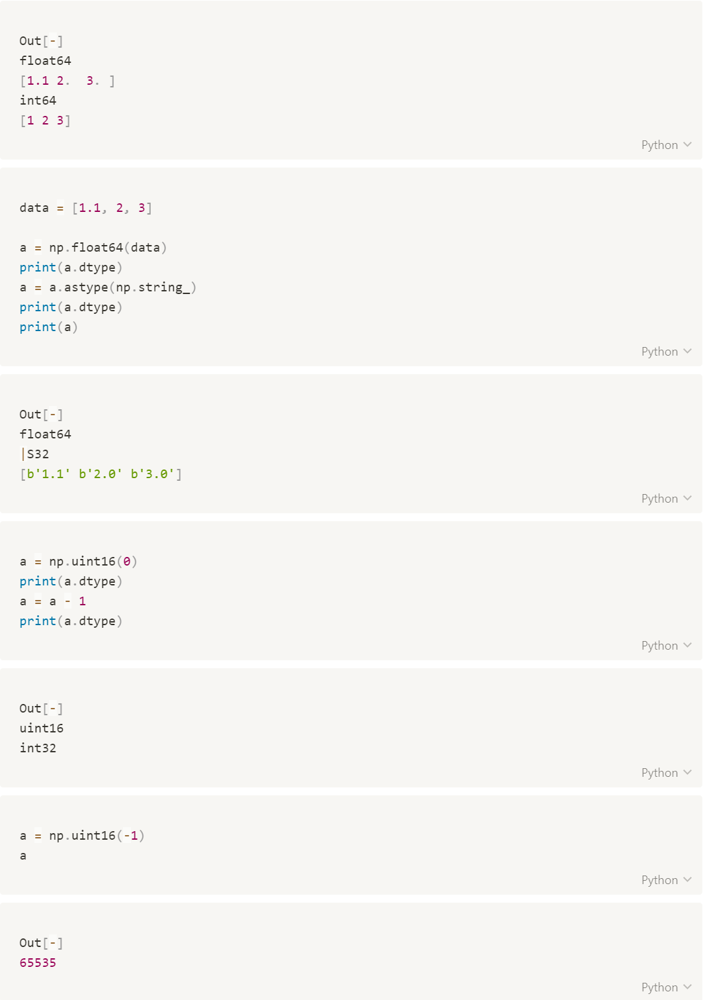 Out[-]
float64
[1.1 2.  3. ]
int64
[1 2 3]
Python
data = [1.1, 2, 3]
a = np.float64(data)
print(a.dtype)
a = a.astype(np.string_)
print(a.dtype)
print(a)
Python
Out[-]
float64
|S32
[b'1.1' b'2.0' b'3.0']
Python
a = np.uint16(0)
print(a.dtype)
a = a - 1
print(a.dtype)
Python
Out[-]
uint16
int32
Python
a = np.uint16(-1)
a
Python
Out[-]
65535
Python